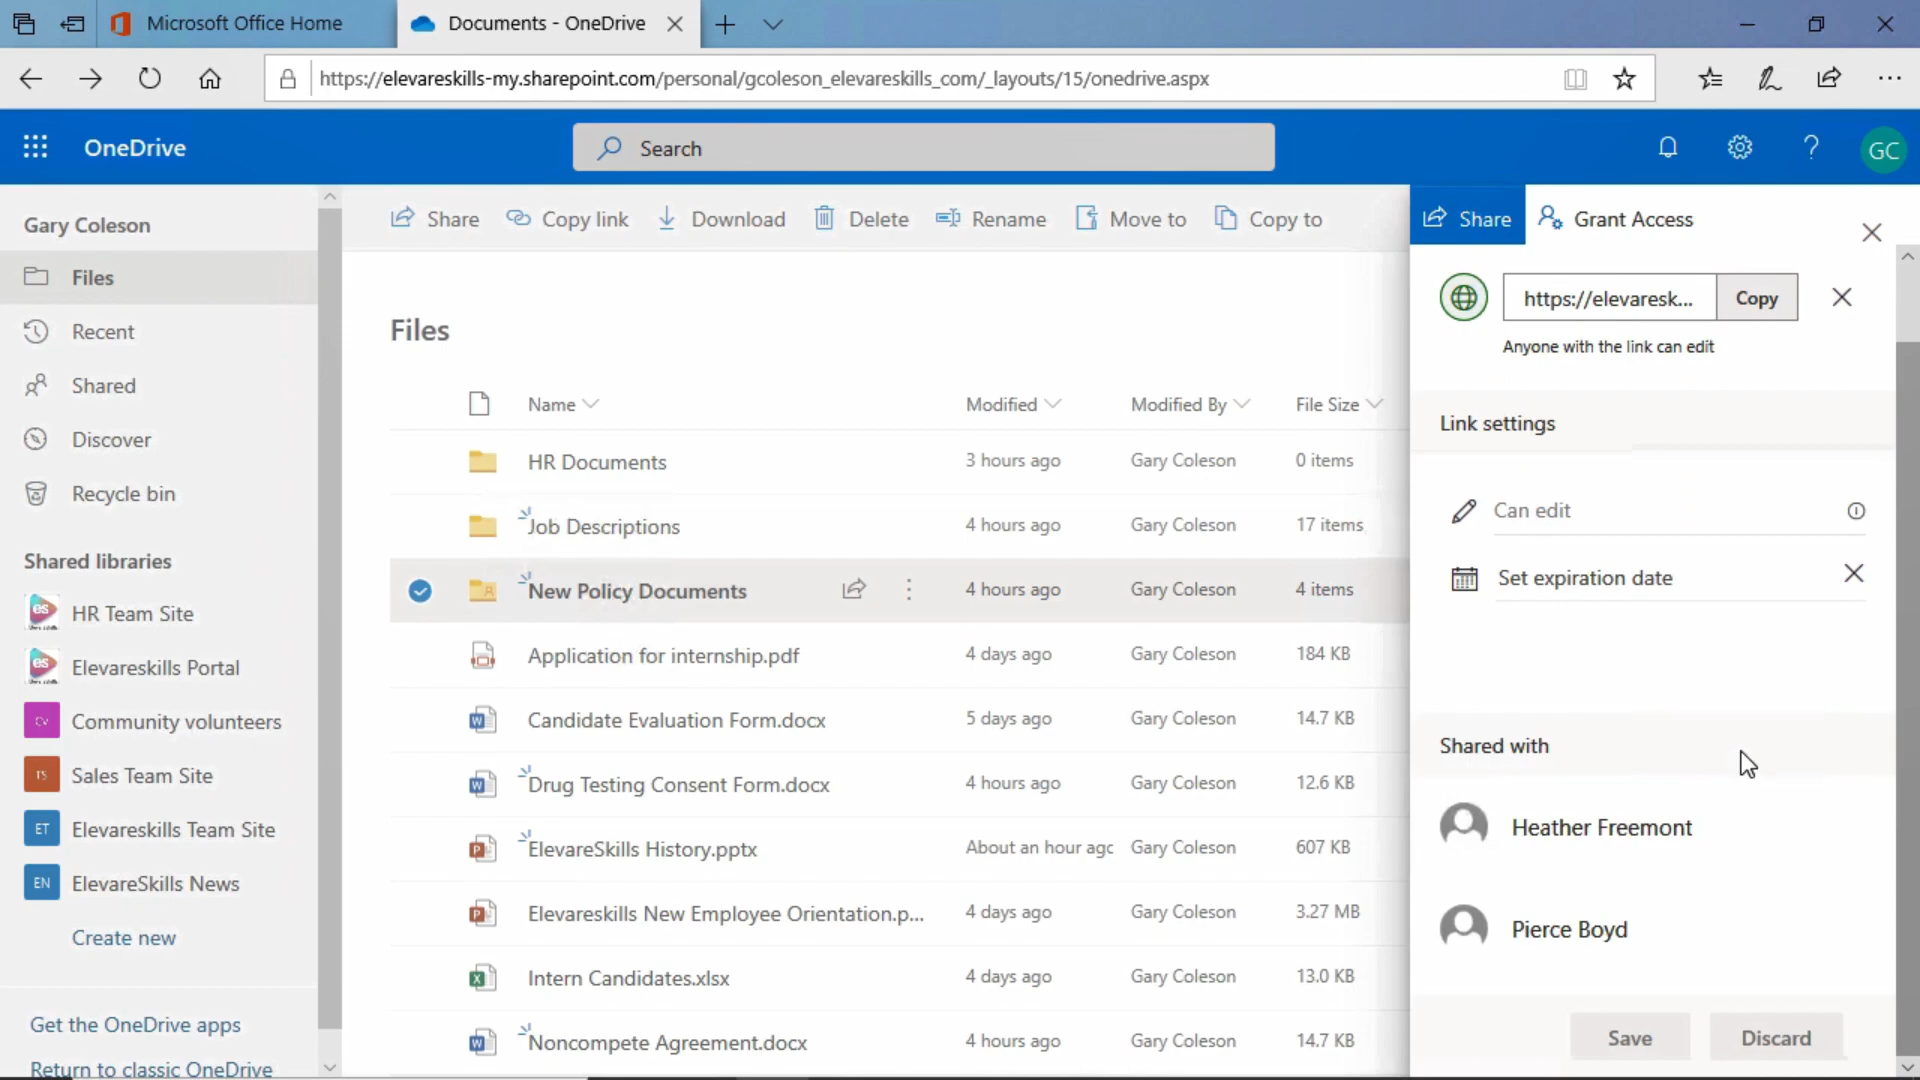 Microsoft Office Home
Documents - OneDrive
https://elevareskills-my.sharepoint.com/personal/gcoleson_elevareskills_com/_layouts/15/onedrive.aspx
OneDrive
Search
GC
Gary Coleson
Files
Recent
Shared
Discover
Recycle bin
Shared libraries
es HR Team Site
es Elevareskills Portal
CV Community volunteers
TS Sales Team Site
ET Elevareskills Team Site
EN ElevareSkills News
Create new
Get the OneDrive apps
Return to classic OneDrive
Share Copy link Download Delete Rename Move to Copy to
Files
Name Modified Modified By File Size
HR Documents 3 hours ago Gary Coleson 0 items
Job Descriptions 4 hours ago Gary Coleson 17 items
New Policy Documents 4 hours ago Gary Coleson 4 items
Application for internship.pdf 4 days ago Gary Coleson 184 KB
Candidate Evaluation Form.docx 5 days ago Gary Coleson 14.7 KB
Drug Testing Consent Form.docx 4 hours ago Gary Coleson 12.6 KB
ElevareSkills History.pptx About an hour ago Gary Coleson 607 KB
Elevareskills New Employee Orientation.p... 4 days ago Gary Coleson 3.27 MB
Intern Candidates.xlsx 4 days ago Gary Coleson 13.0 KB
Noncompete Agreement.docx 4 hours ago Gary Coleson 14.7 KB
Share Grant Access
https://elevaresk... Copy
Anyone with the link can edit
Link settings
Can edit
Set expiration date
Shared with
Heather Freemont
Pierce Boyd
Save Discard